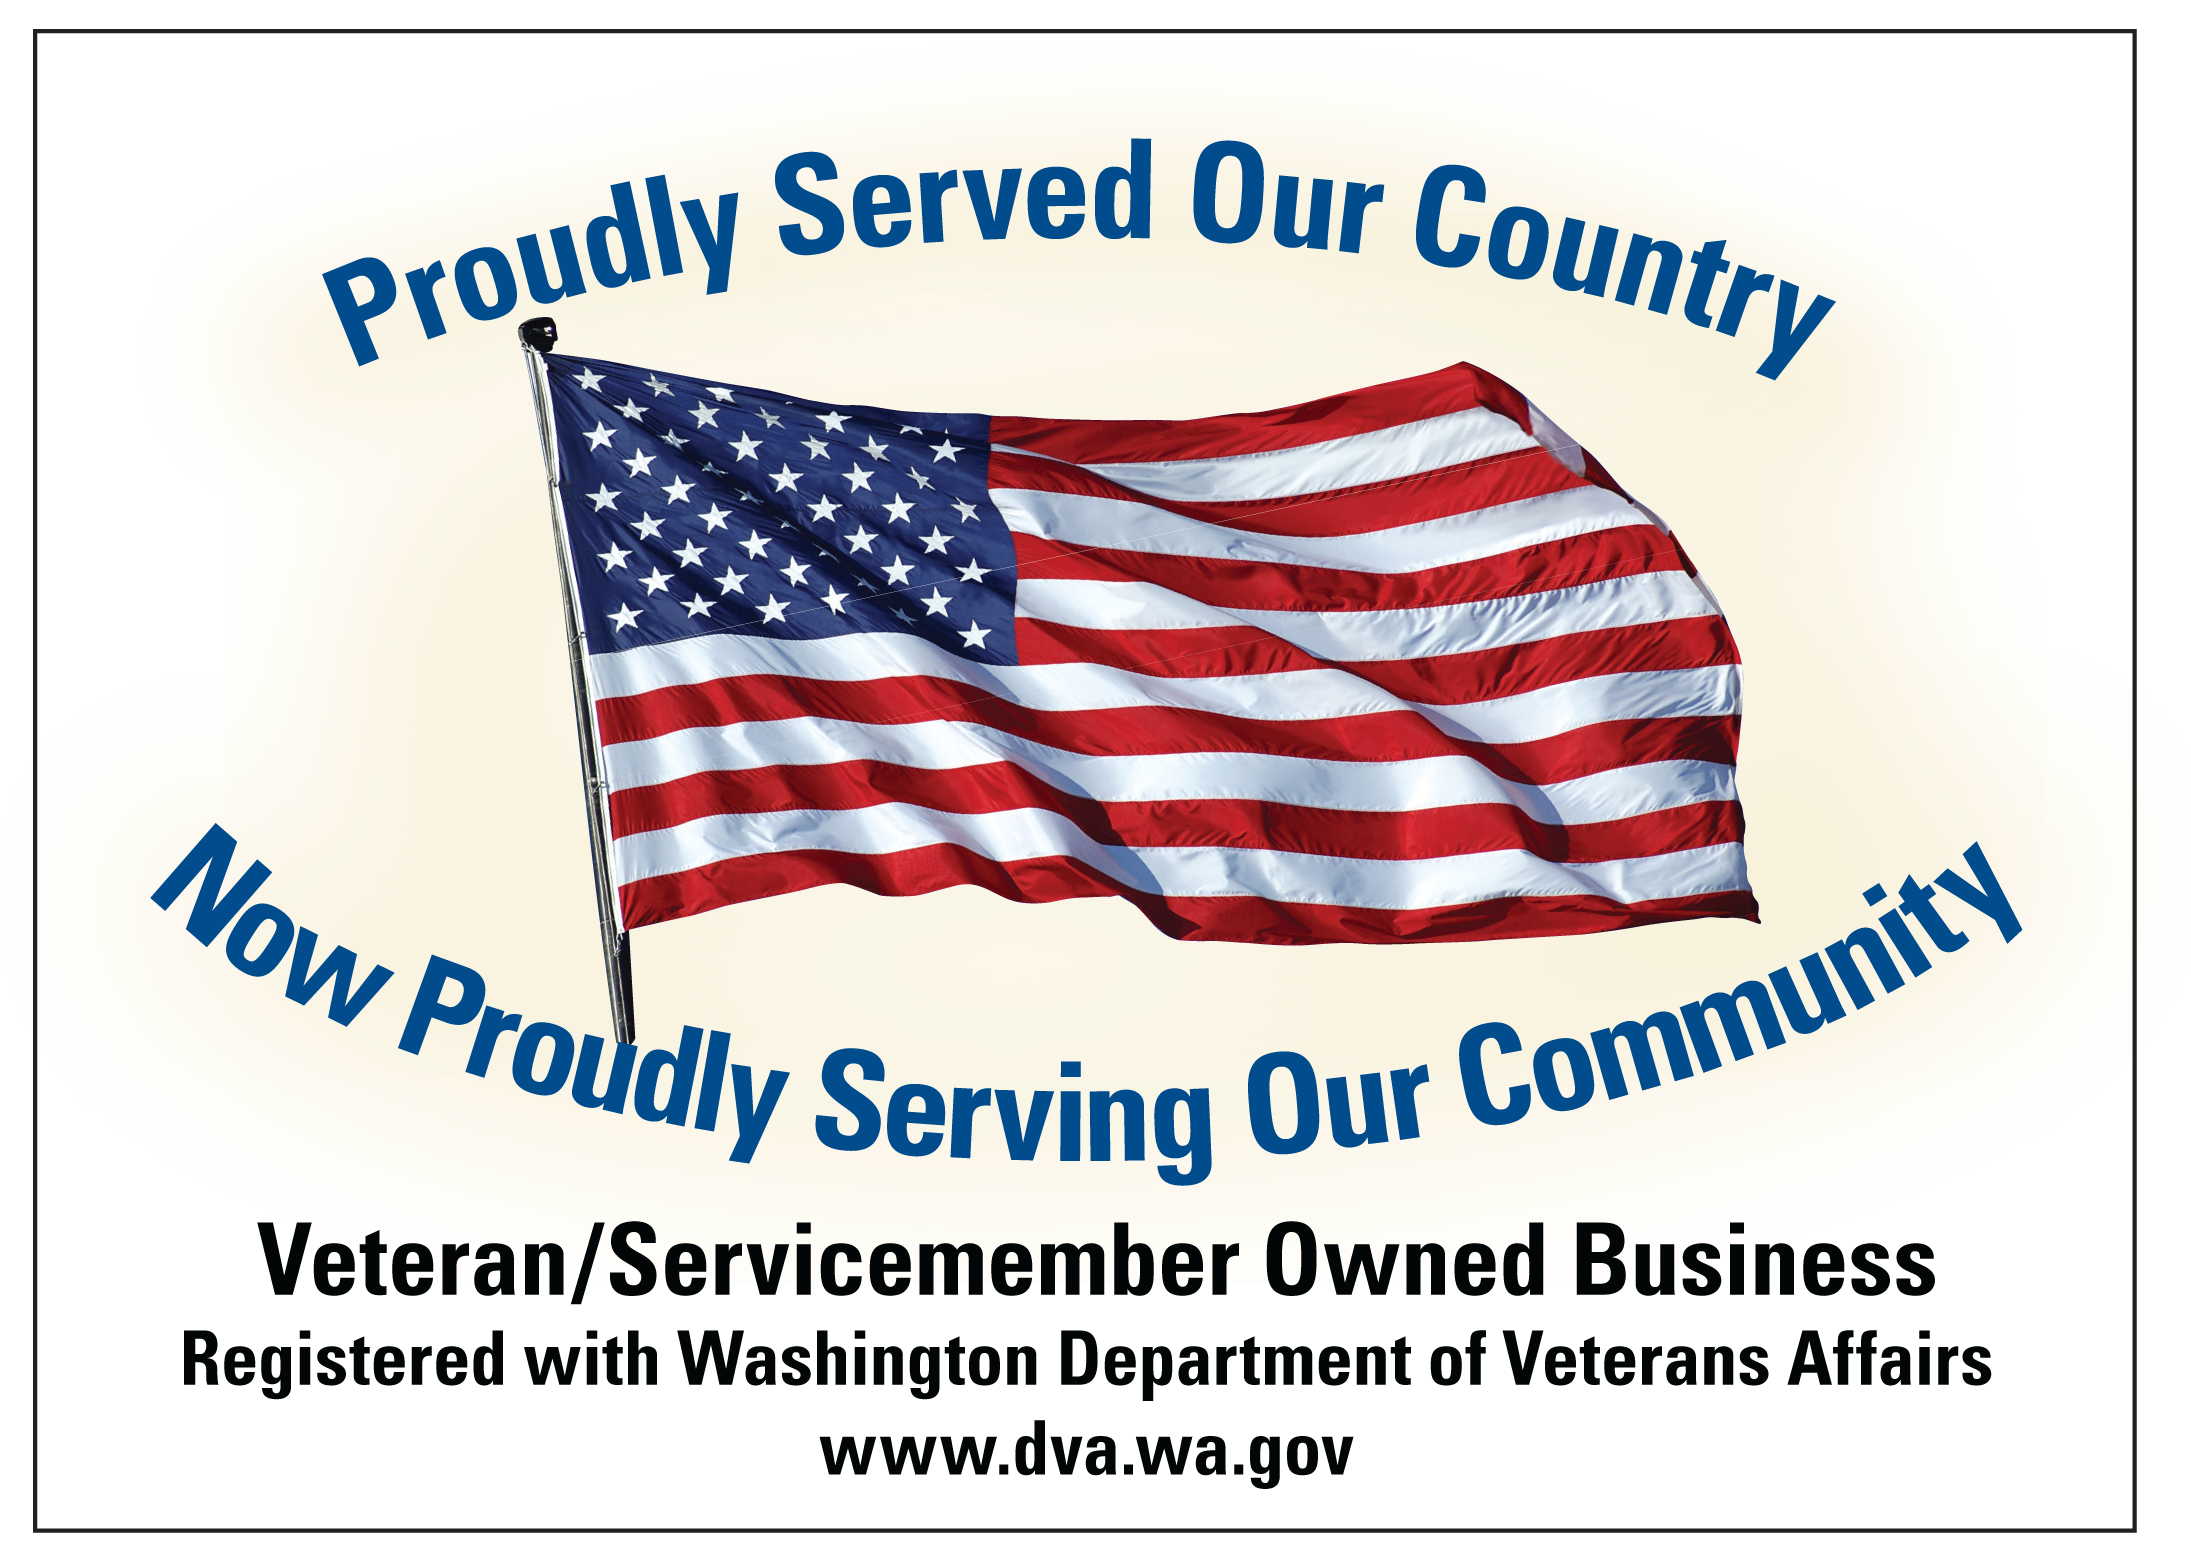 Proudly Served Our Country
Now Proudly Serving Our Community
Veteran/Servicemember Owned Business
Registered with Washington Department of Veterans Affairs
www.dva.wa.gov